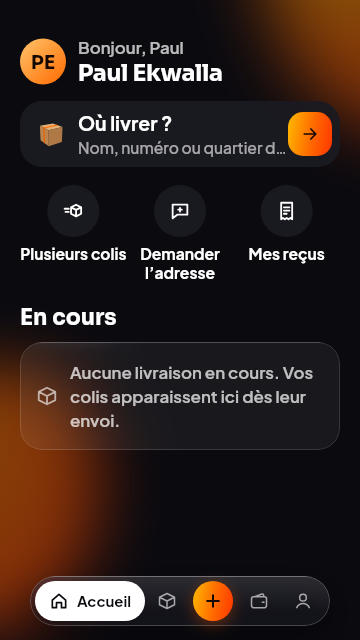 PE
Bonjour, Paul
Paul Ekwalla
Où livrer ?
Nom, numéro ou quartier d…
Plusieurs colis
Demander
l’adresse
Mes reçus
En cours
Aucune livraison en cours. Vos
colis apparaissent ici dès leur
envoi.
Accueil